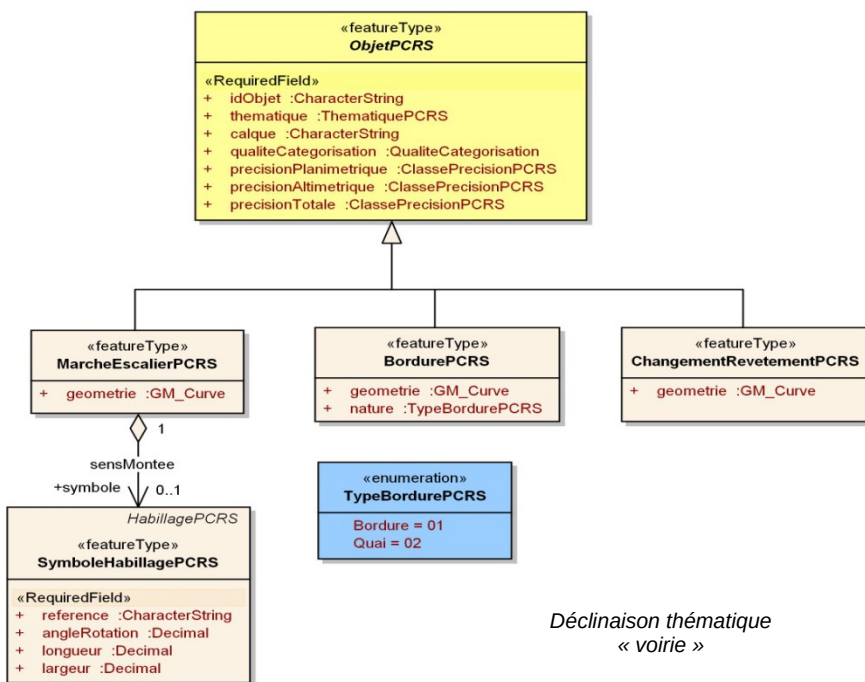 «featureType»
ObjetPCRS
«RequiredField»
+ idObjet :CharacterString
+ thematique :ThematiquePCRS
+ calque :CharacterString
+ qualiteCategorisation :QualiteCategorisation
+ precisionPlanimetrique :ClassePrecisionPCRS
+ precisionAltimetrique :ClassePrecisionPCRS
+ precisionTotale :ClassePrecisionPCRS
«featureType»
MarcheEscalierPCRS
+ geometrie :GM_Curve
«featureType»
BordurePCRS
+ geometrie :GM_Curve
+ nature :TypeBordurePCRS
«featureType»
ChangementRevetementPCRS
+ geometrie :GM_Curve
1
sensMontee
+symbole
0..1
HabillagePCRS
«featureType»
SymboleHabillagePCRS
«RequiredField»
+ reference :CharacterString
+ angleRotation :Decimal
+ longueur :Decimal
+ largeur :Decimal
«enumeration»
TypeBordurePCRS
Bordure = 01
Quai = 02
Déclinaison thématique
« voirie »